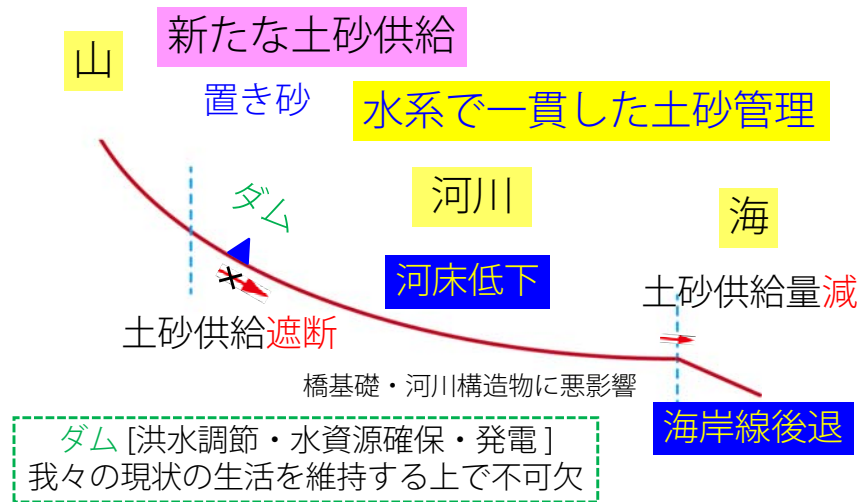 新たな土砂供給
山
置き砂
水系で一貫した土砂管理
ダム
河川
海
河床低下
土砂供給量減
土砂供給遮断
橋基礎・河川構造物に悪影響
海岸線後退
ダム [洪水調節・水資源確保・発電 ]
我々の現状の生活を維持する上で不可欠